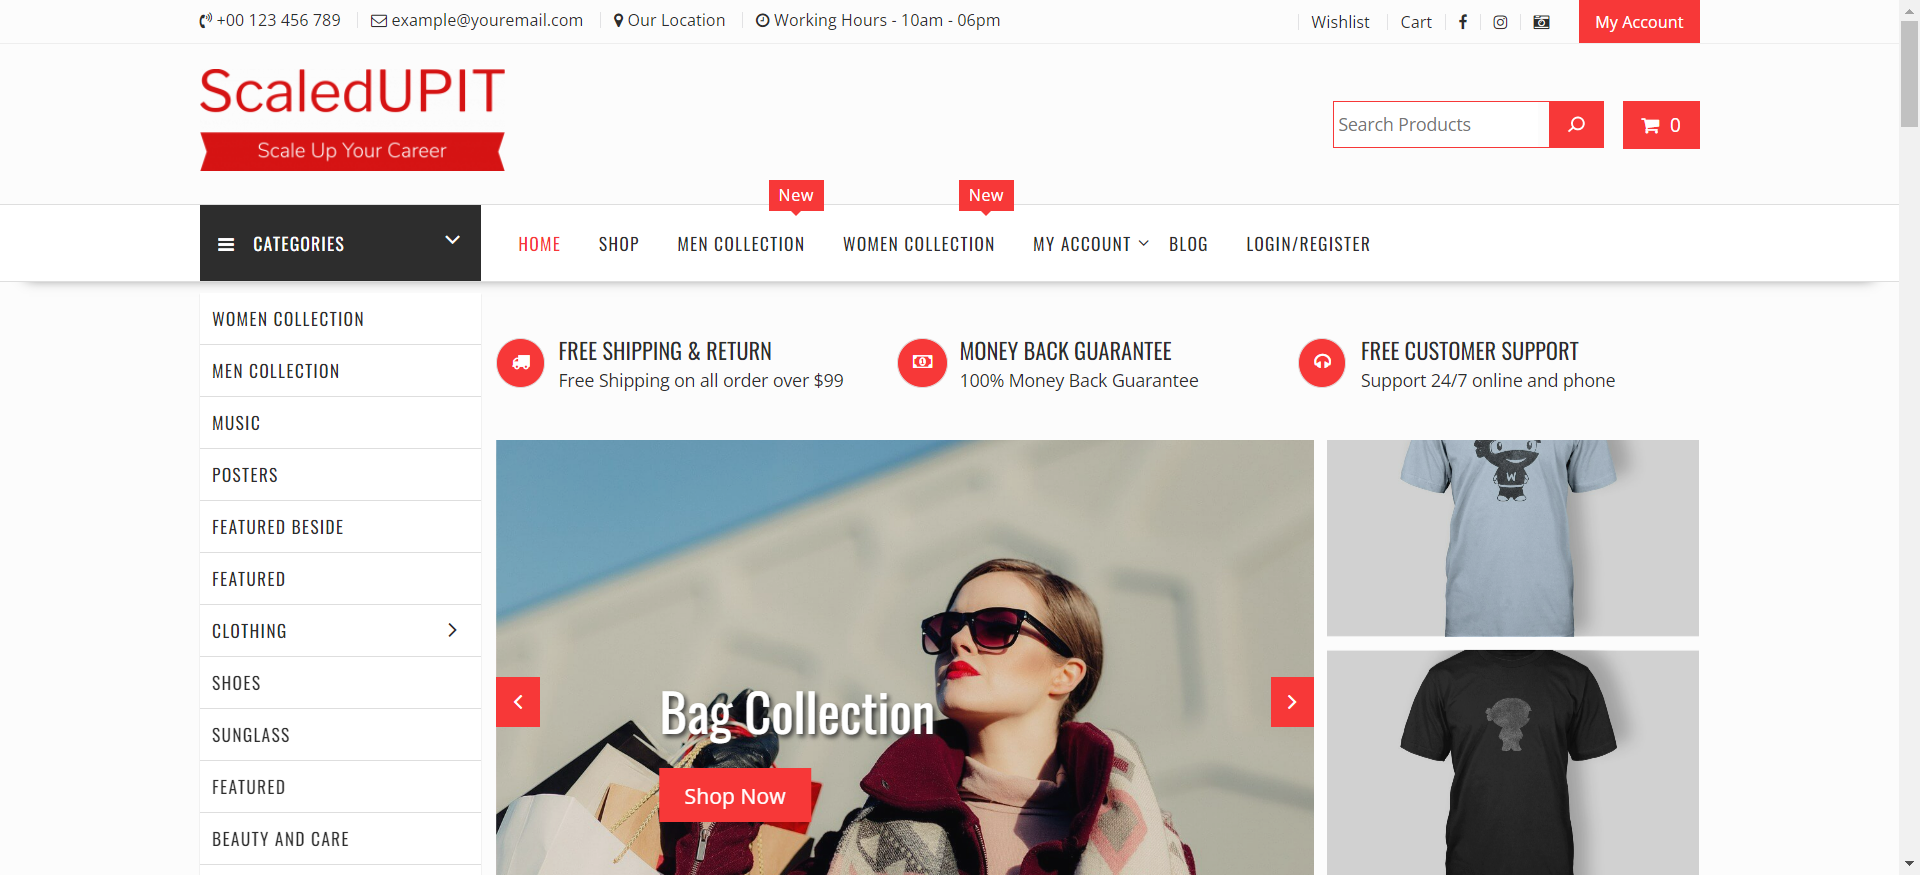 +00 123 456 789 example@youremail.com Our Location Working Hours - 10am - 06pm Wishlist Cart My Account
ScaledUPIT
Scale Up Your Career
Search Products 0
New New
CATEGORIES HOME SHOP MEN COLLECTION WOMEN COLLECTION MY ACCOUNT BLOG LOGIN/REGISTER
WOMEN COLLECTION
MEN COLLECTION
MUSIC
POSTERS
FEATURED BESIDE
FEATURED
CLOTHING
SHOES
SUNGLASS
FEATURED
BEAUTY AND CARE
FREE SHIPPING & RETURN
Free Shipping on all order over $99
MONEY BACK GUARANTEE
100% Money Back Guarantee
FREE CUSTOMER SUPPORT
Support 24/7 online and phone
Bag Collection
Shop Now
W